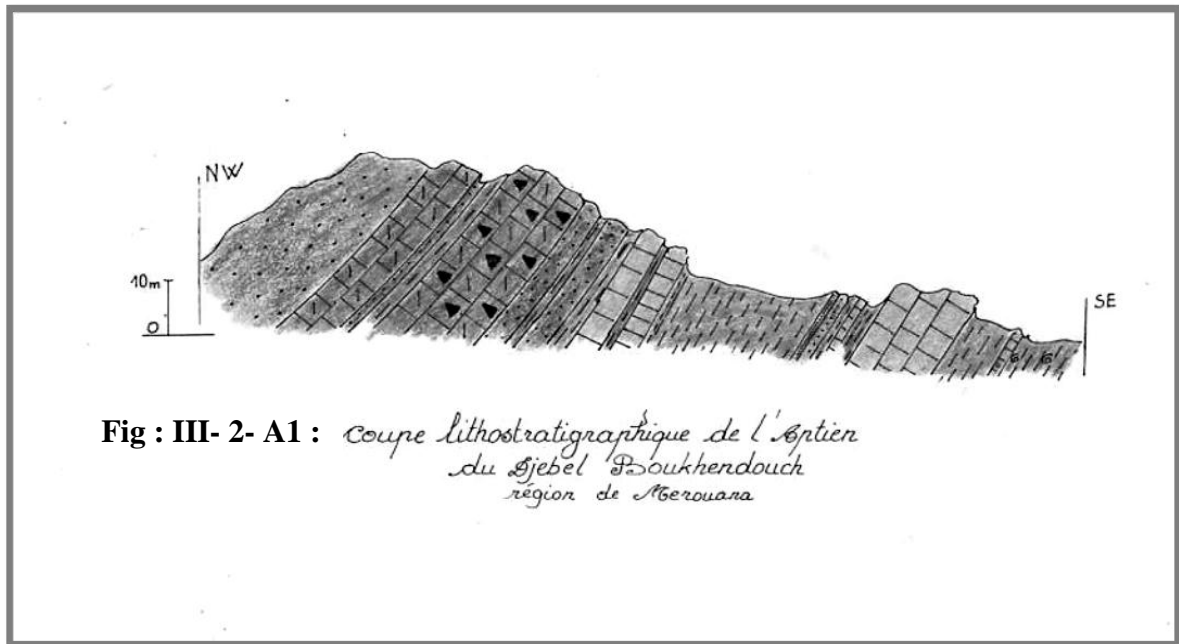 NW
10m
0
SE
Fig : III- 2- A1 : Coupe lithostratigraphique de l'Aptien
du Djebel Boukhendouch
région de Merouana